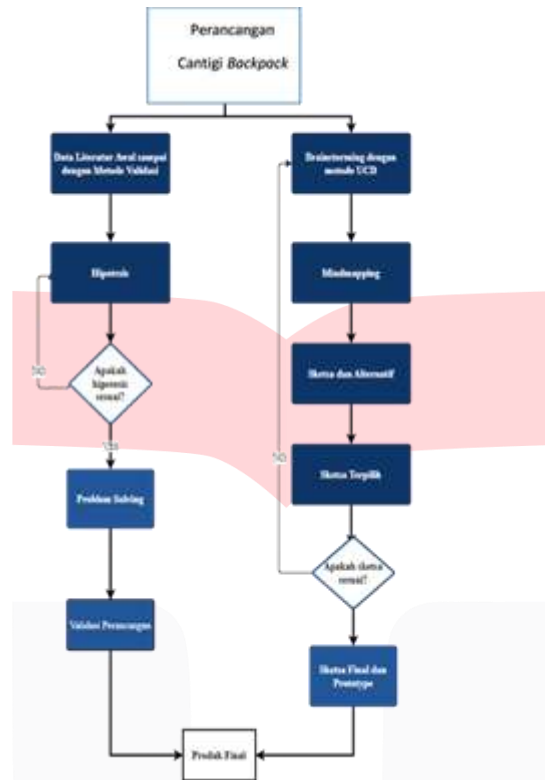 Perancangan
Cantigi Backpack
Data Literatur Awal sampai
dengan Metode Validasi
Hipotesis
NO
Apakah
hipotesis
sesuai?
Yes
Problem Solving
Validasi Perancangan
Brainstorming dengan
metode UCD
Mindmapping
Sketsa dan Alternatif
NO
Sketsa Terpilih
Apakah sketsa
sesuai?
Sketsa Final dan
Prototype
Produk Final